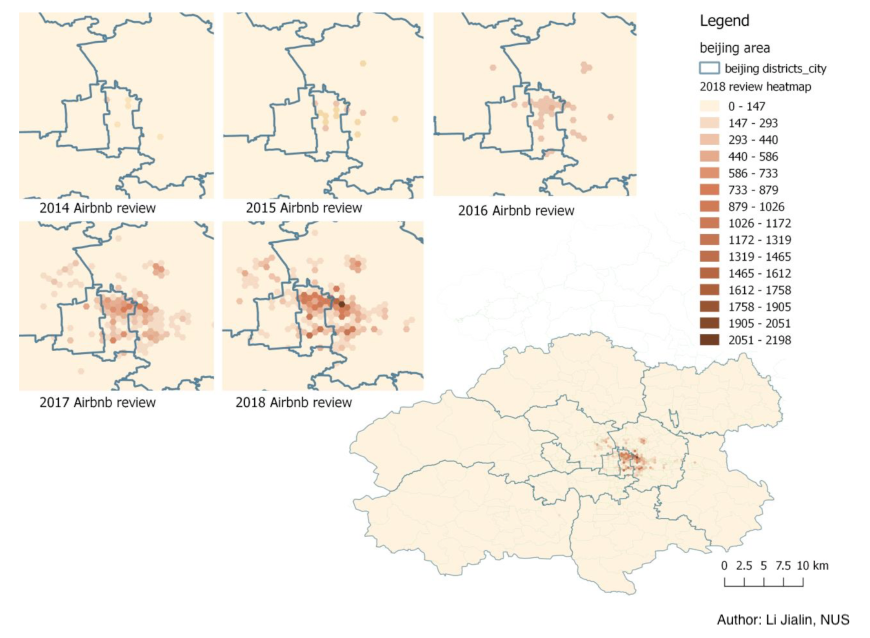 Legend
beijing area
beijing districts_city
2018 review heatmap
0 - 147
147 - 293
293 - 440
440 - 586
586 - 733
733 - 879
879 - 1026
1026 - 1172
1172 - 1319
1319 - 1465
1465 - 1612
1612 - 1758
1758 - 1905
1905 - 2051
2051 - 2198
2014 Airbnb review
2015 Airbnb review
2016 Airbnb review
2017 Airbnb review
2018 Airbnb review
0 2.5 5 7.5 10 km
Author: Li Jialin, NUS